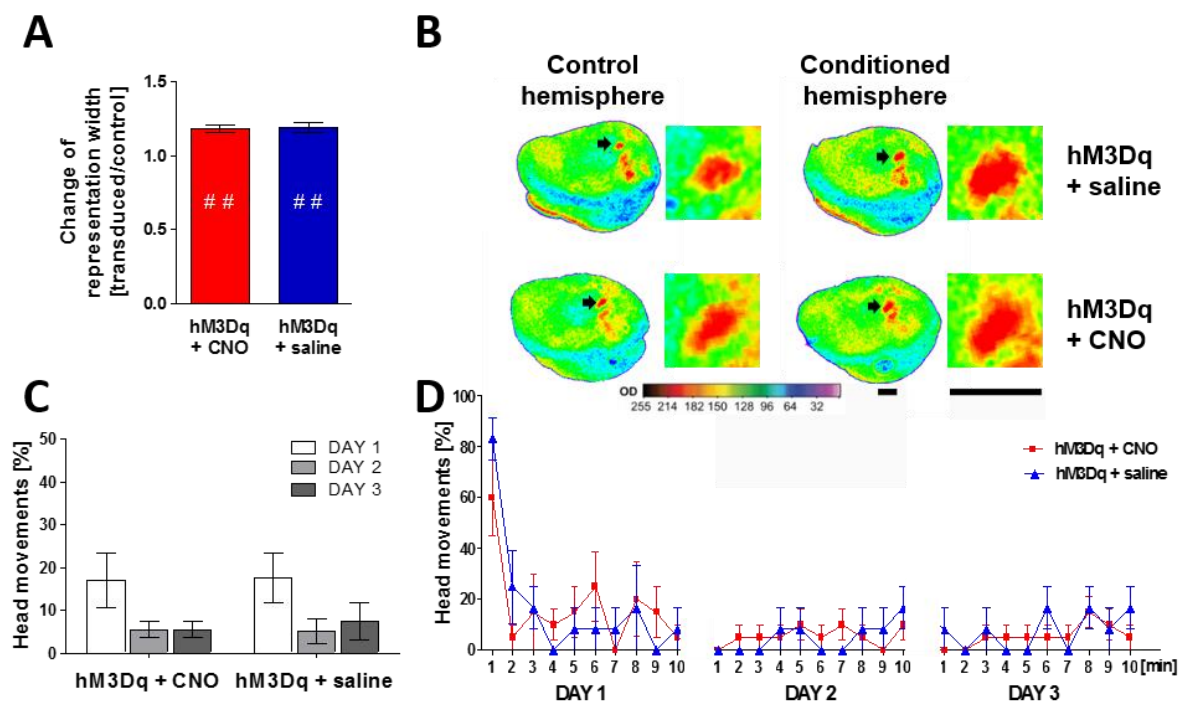 A
Change of
representation width
[transduced/control]
1.5
1.0
0.5
0.0
# #
# #
hM3Dq
+ CNO
hM3Dq
+ saline
B
Control
hemisphere
Conditioned
hemisphere
hM3Dq
+ saline
hM3Dq
+ CNO
OD
255 214 182 150 128 96 64 32
C
Head movements [%]
50
40
30
20
10
0
DAY 1
DAY 2
DAY 3
hM3Dq + CNO
hM3Dq + saline
D
Head movements [%]
100
80
60
40
20
0
hM3Dq + CNO
hM3Dq + saline
1 2 3 4 5 6 7 8 9 10
1 2 3 4 5 6 7 8 9 10
1 2 3 4 5 6 7 8 9 10 [min]
DAY 1
DAY 2
DAY 3